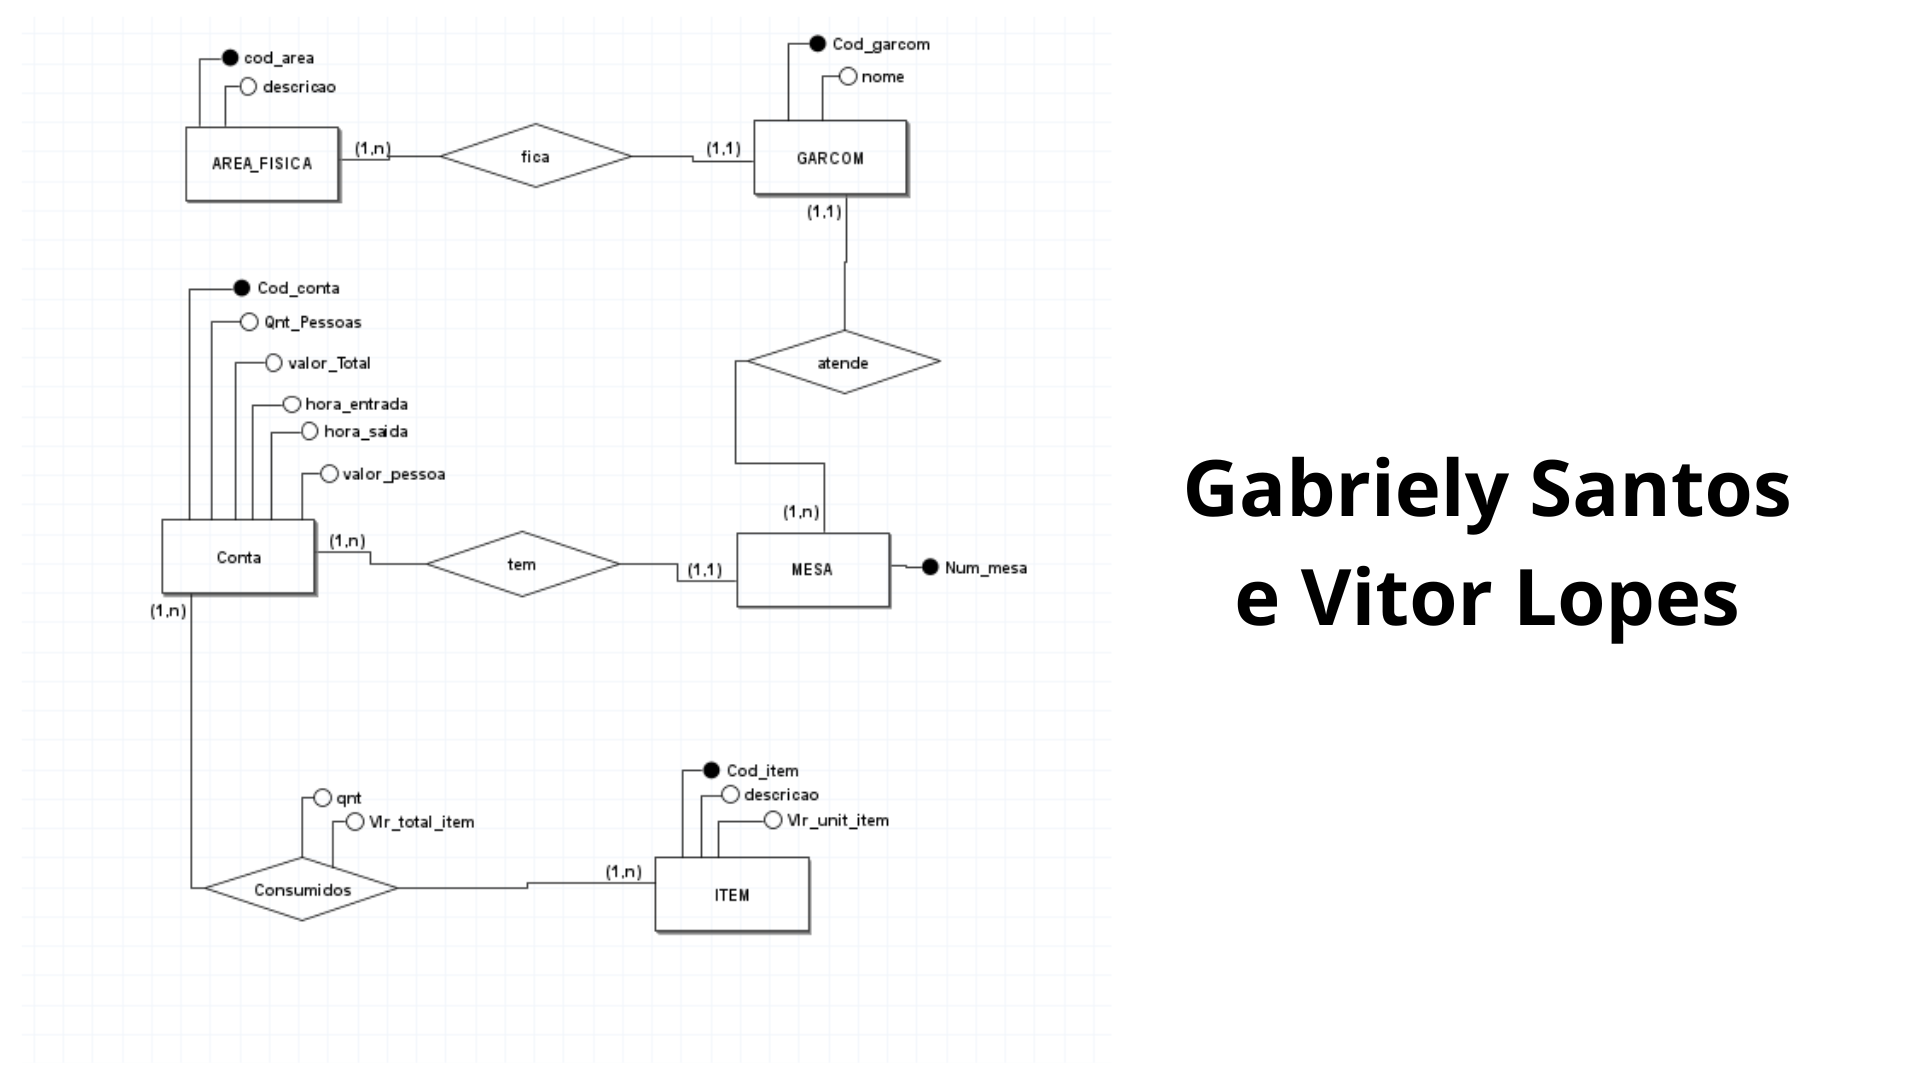 cod_area
descricao
AREA_FISICA
(1,n)
fica
(1,1)
Cod_garcom
nome
GARCOM
(1,1)
atende
(1,n)
Cod_conta
Qnt_Pessoas
valor_Total
hora_entrada
hora_saida
valor_pessoa
Conta
(1,n)
tem
(1,1)
MESA
Num_mesa
(1,n)
qnt
Vlr_total_item
Consumidos
(1,n)
Cod_item
descricao
Vlr_unit_item
ITEM
Gabriely Santos
e Vitor Lopes